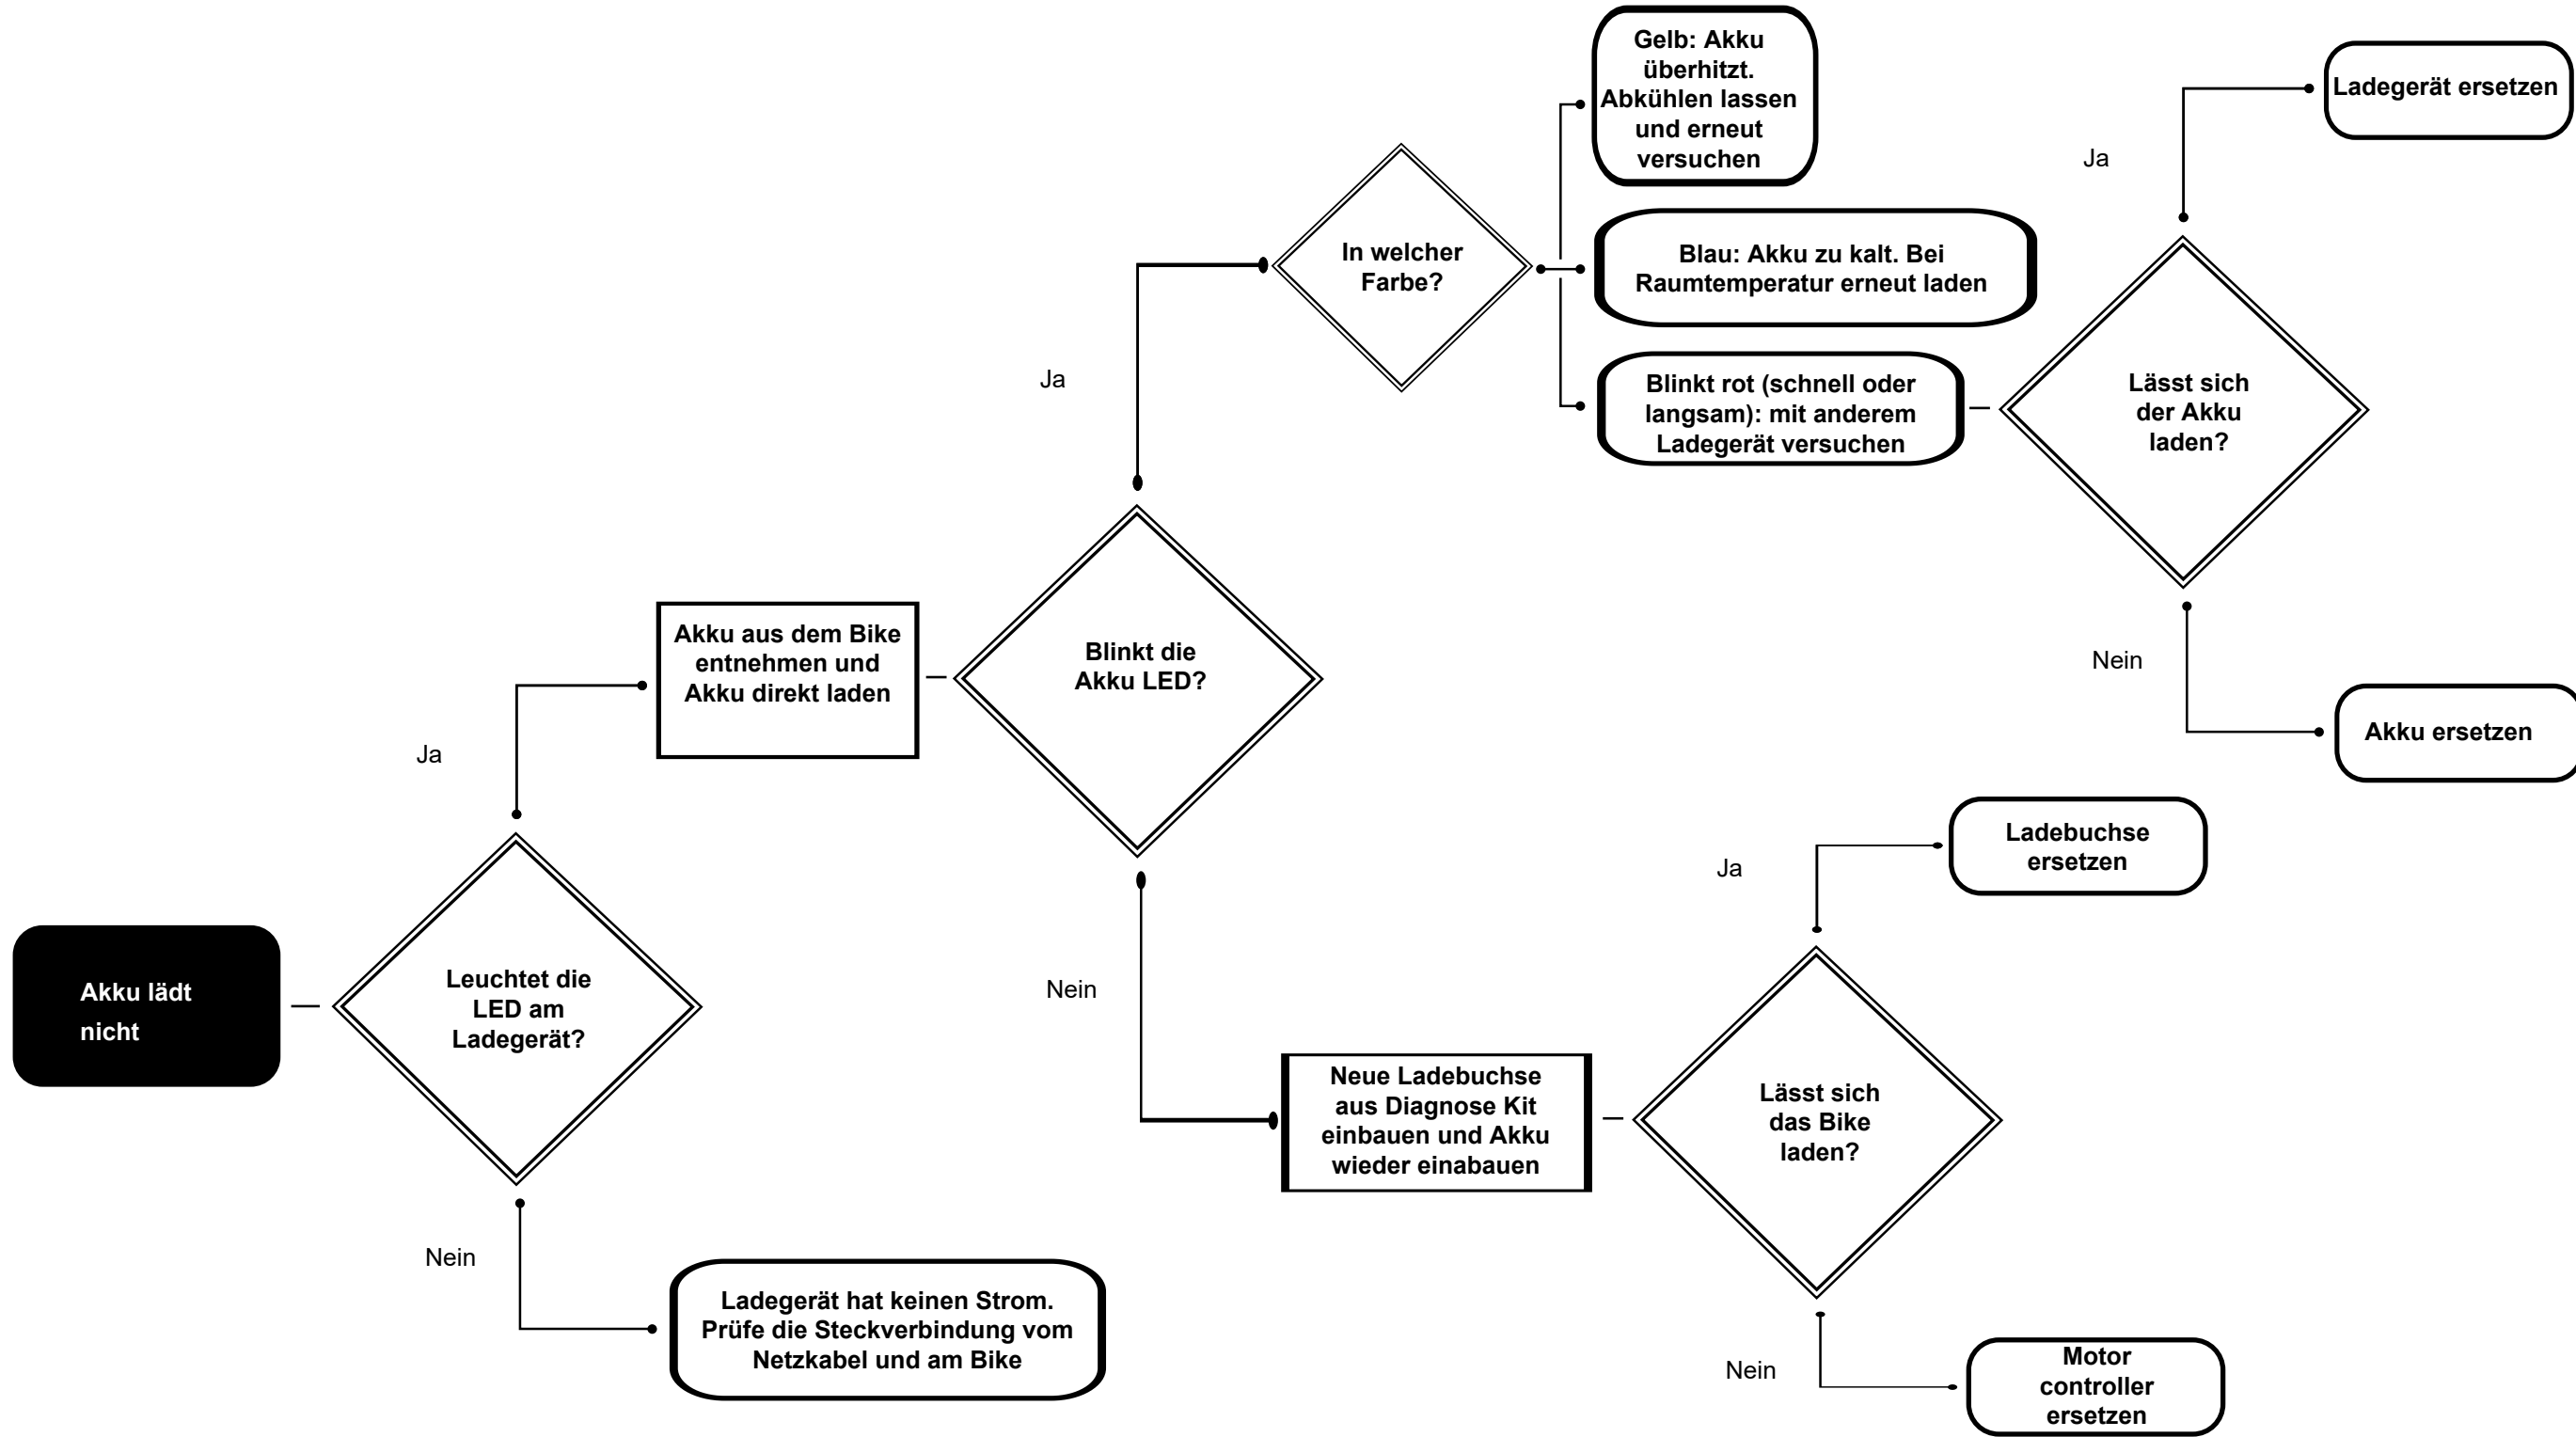 Akku lädt
nicht
Leuchtet die
LED am
Ladegerät?
Ja
Nein
Akku aus dem Bike
entnehmen und
Akku direkt laden
Ladegerät hat keinen Strom.
Prüfe die Steckverbindung vom
Netzkabel und am Bike
Blinkt die
Akku LED?
Ja
Nein
In welcher
Farbe?
Gelb: Akku
überhitzt.
Abkühlen lassen
und erneut
versuchen
Blau: Akku zu kalt. Bei
Raumtemperatur erneut laden
Blinkt rot (schnell oder
langsam): mit anderem
Ladegerät versuchen
Lässt sich
der Akku
laden?
Ja
Ladegerät ersetzen
Nein
Akku ersetzen
Neue Ladebuchse
aus Diagnose Kit
einbauen und Akku
wieder einabauen
Lässt sich
das Bike
laden?
Ja
Ladebuchse
ersetzen
Nein
Motor
controller
ersetzen